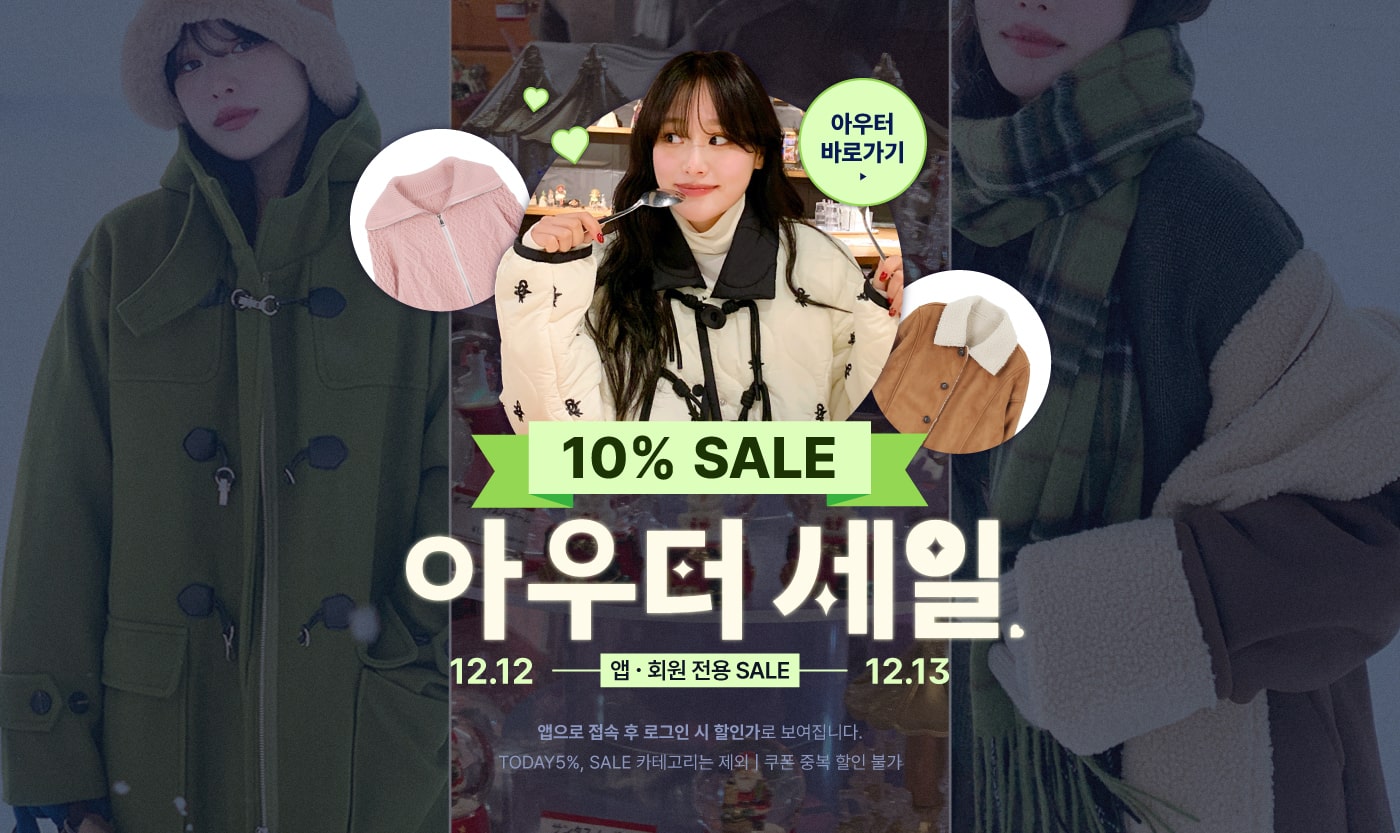 아우터
바로가기
10% SALE
아우터 세일.
12.12
앱 · 회원 전용 SALE
12.13
앱으로 접속 후 로그인 시 할인가로 보여집니다.
TODAY5%, SALE 카테고리는 제외 | 쿠폰 중복 할인 불가